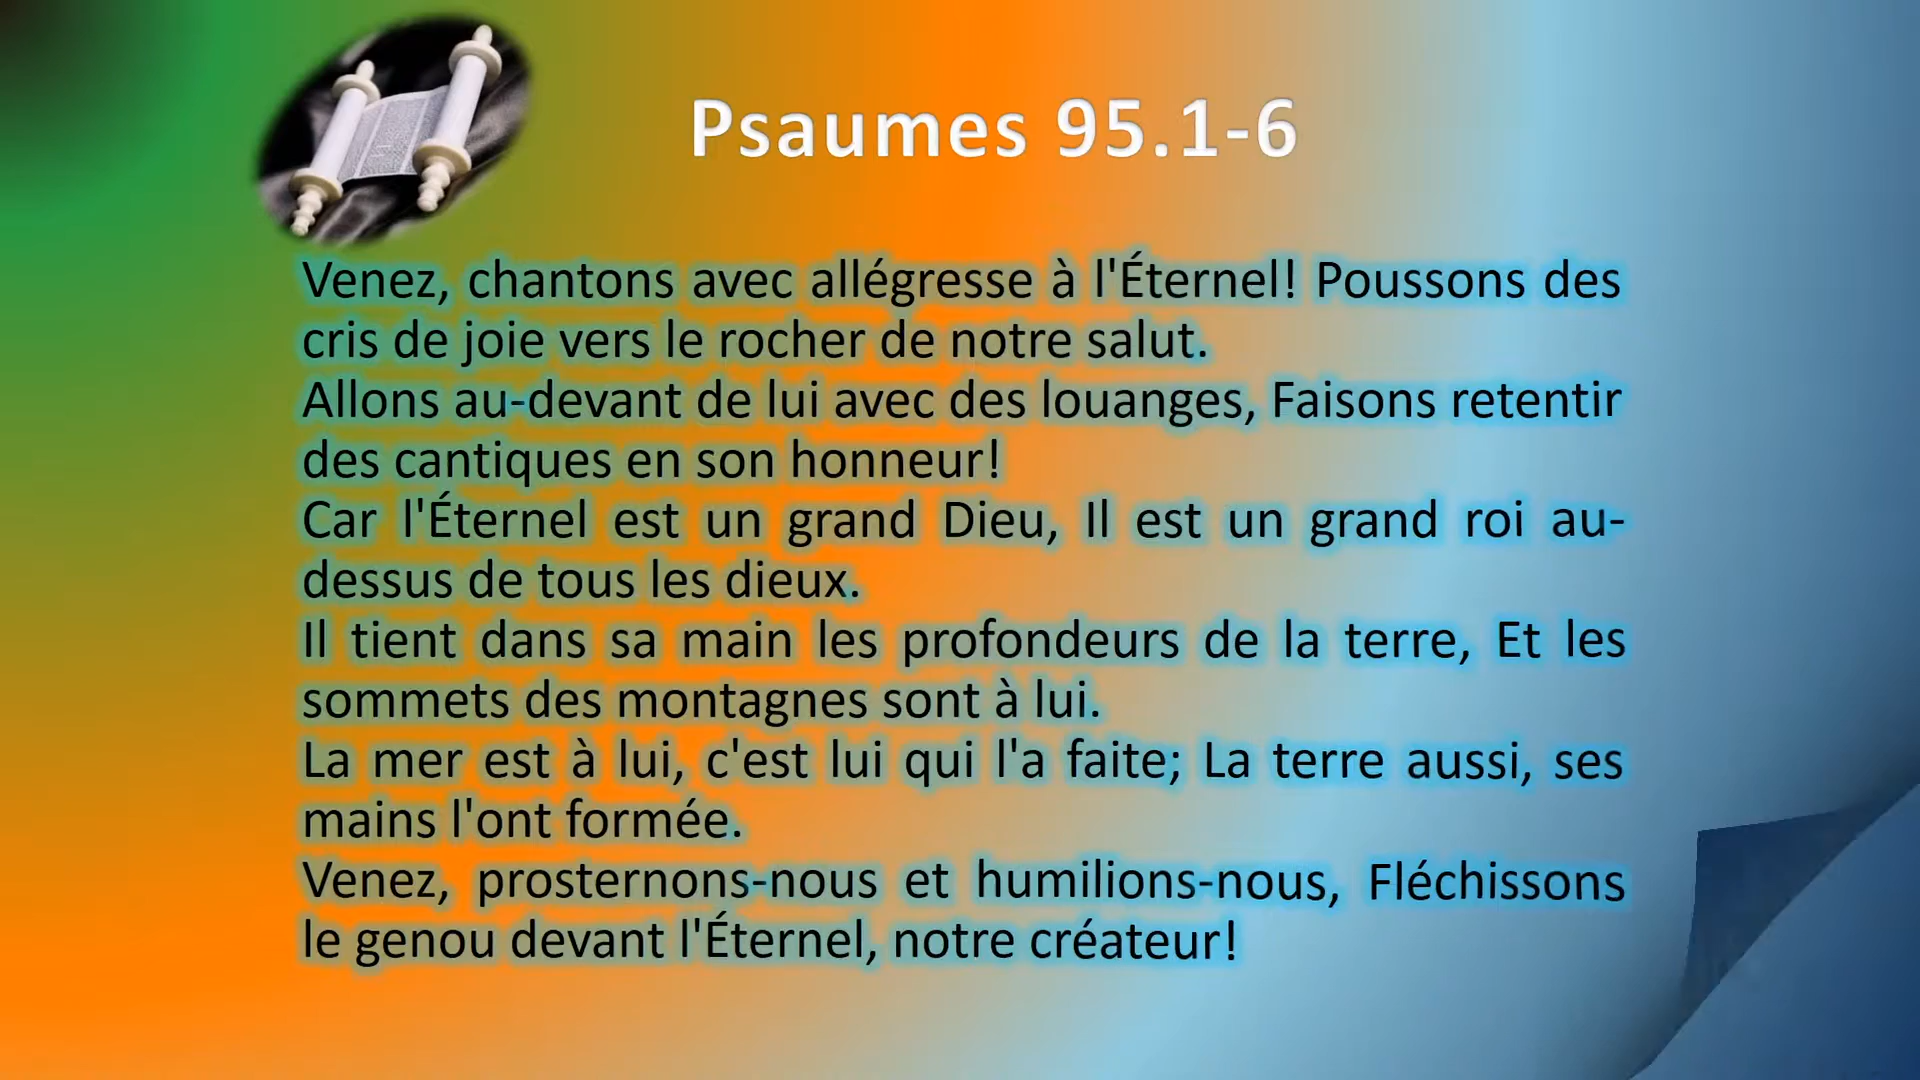 Psaumes 95.1-6
Venez, chantons avec allégresse à l'Éternel! Poussons des
cris de joie vers le rocher de notre salut.
Allons au-devant de lui avec des louanges, Faisons retentir
des cantiques en son honneur!
Car l'Éternel est un grand Dieu, Il est un grand roi au-
dessus de tous les dieux.
Il tient dans sa main les profondeurs de la terre, Et les
sommets des montagnes sont à lui.
La mer est à lui, c'est lui qui l'a faite; La terre aussi, ses
mains l'ont formée.
Venez, prosternons-nous et humilions-nous, Fléchissons
le genou devant l'Éternel, notre créateur!